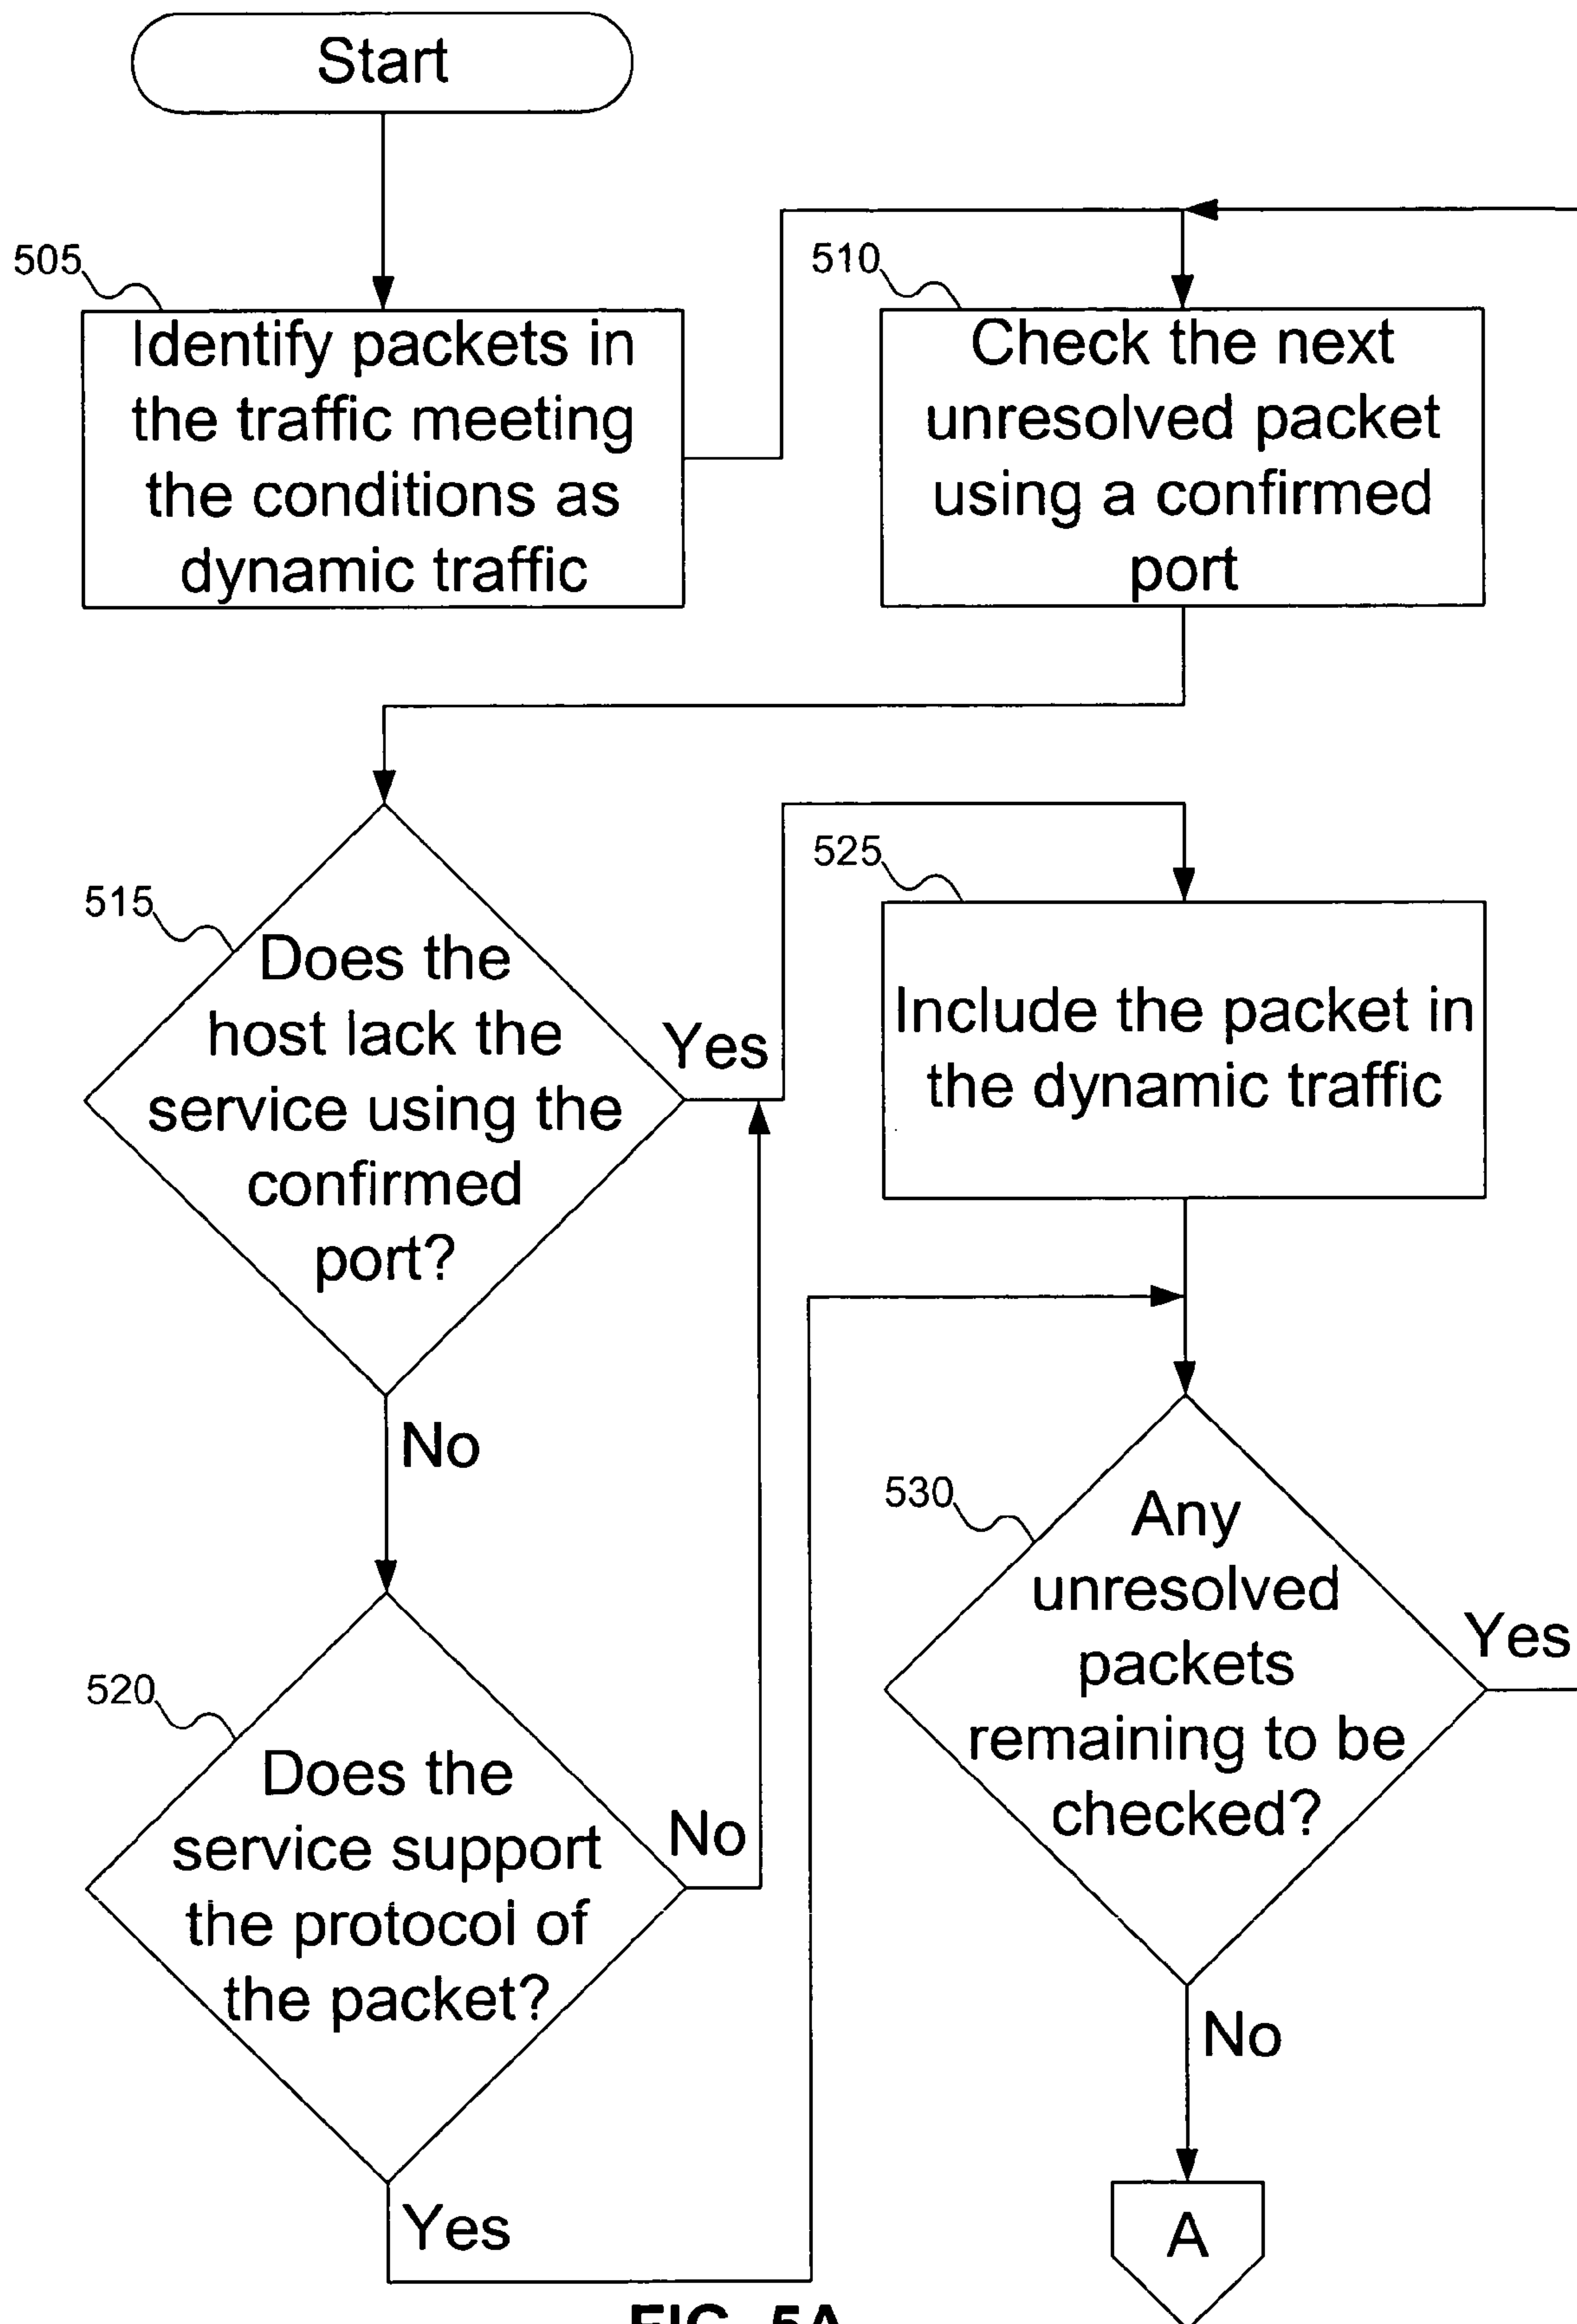 Start
505
Identify packets in
the traffic meeting
the conditions as
dynamic traffic
510
Check the next
unresolved packet
using a confirmed
port
515
Does the
host lack the
service using the
confirmed
port?
Yes
No
525
Include the packet in
the dynamic traffic
520
Does the
service support
the protocol of
the packet?
No
Yes
530
Any
unresolved
packets
remaining to be
checked?
Yes
No
A
FIG. 5A